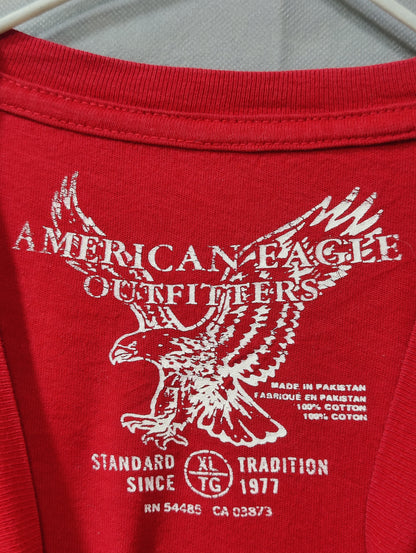 AMERICAN EAGLE
OUTFITTERS
MADE IN PAKISTAN
FABRIQUÉ EN PAKISTAN
100% COTTON
100% COTON
STANDARD XL TRADITION
SINCE TG 1977
RN 54485 CA 03873